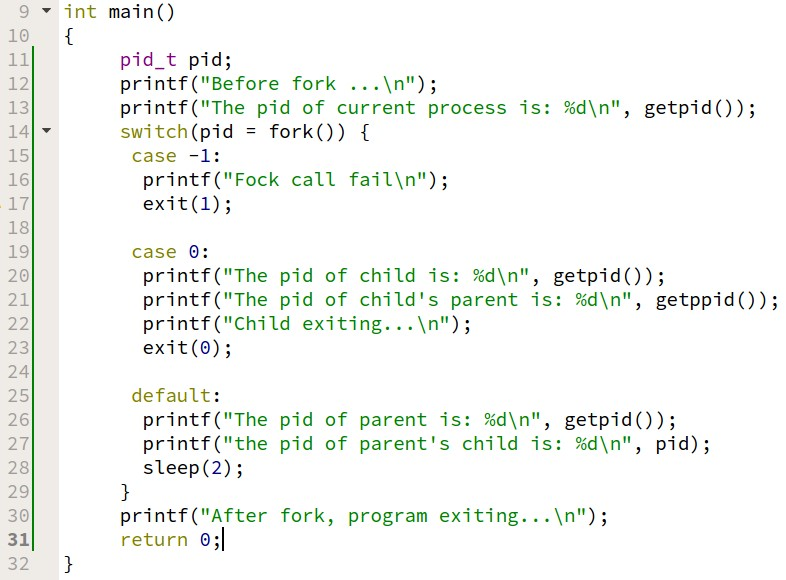 9 int main()
10 {
11 pid_t pid;
12 printf("Before fork ...\n");
13 printf("The pid of current process is: %d\n", getpid());
14 switch(pid = fork()) {
15 case -1:
16 printf("Fock call fail\n");
17 exit(1);
18
19 case 0:
20 printf("The pid of child is: %d\n", getpid());
21 printf("The pid of child's parent is: %d\n", getppid());
22 printf("Child exiting...\n");
23 exit(0);
24
25 default:
26 printf("The pid of parent is: %d\n", getpid());
27 printf("the pid of parent's child is: %d\n", pid);
28 sleep(2);
29 }
30 printf("After fork, program exiting...\n");
31 return 0;
32 }